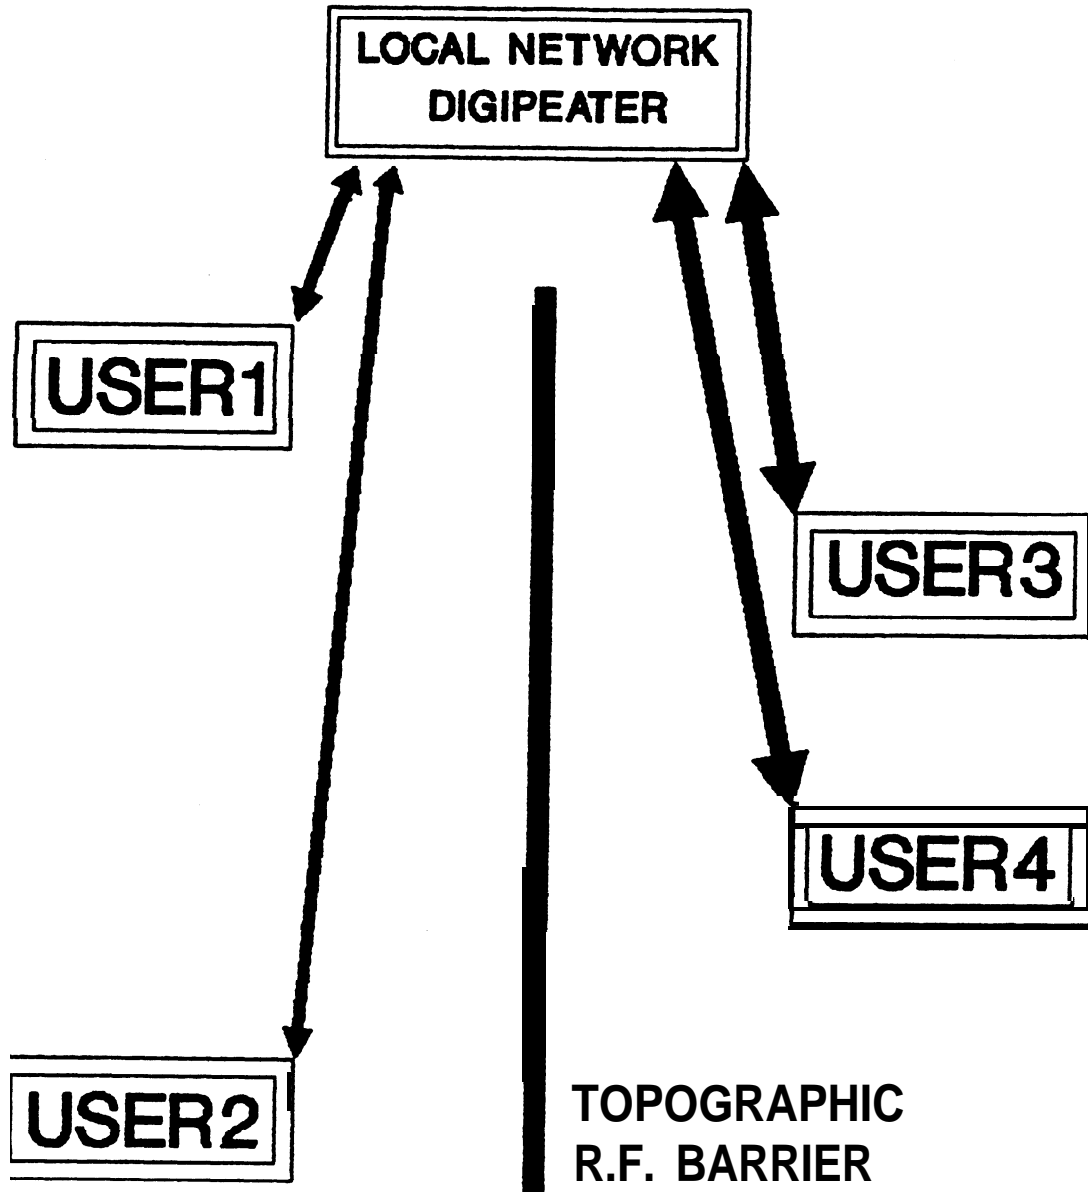 LOCAL NETWORK
DIGIPEATER
USER1
USER3
USER4
USER2
TOPOGRAPHIC
R.F. BARRIER